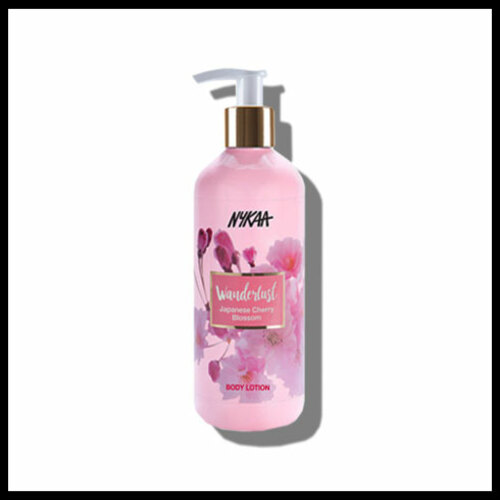 NYKAA
Wanderlust
Japanese Cherry
Blossom
BODY LOTION